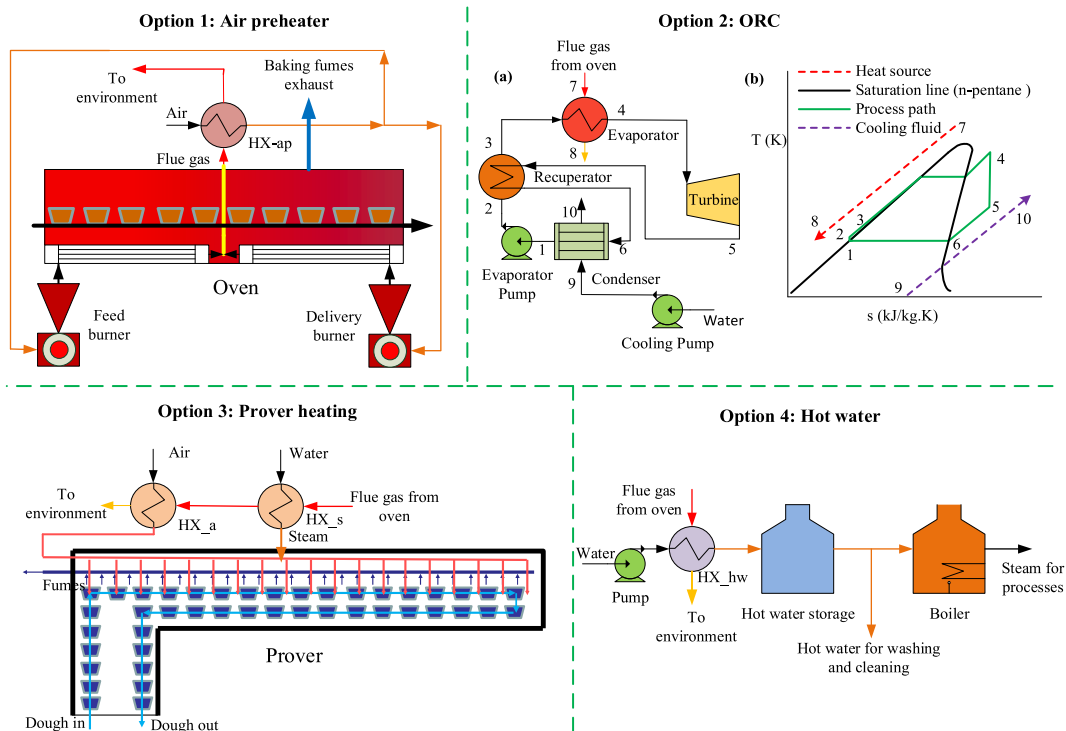 Option 1: Air preheater
To
environment
Baking fumes
exhaust
Air
HX-ap
Flue gas
Oven
Feed
burner
Delivery
burner
Option 2: ORC
Flue gas
from oven
(a)
7
4
3
Evaporator
8
Recuperator
Turbine
2
10
1
6
5
Evaporator
Pump
9
Condenser
Water
Cooling Pump
(b)
Heat source
Saturation line (n-pentane )
Process path
Cooling fluid
T (K)
7
4
8
3
5
2
10
6
1
9
s (kJ/kg.K)
Option 3: Prover heating
Air
Water
To
environment
Flue gas from
oven
HX_a
HX_s
Steam
Fumes
Prover
Dough in
Dough out
Option 4: Hot water
Flue gas
from oven
Water
Pump
HX_hw
To
environment
Hot water storage
Boiler
Steam for
processes
Hot water for washing
and cleaning